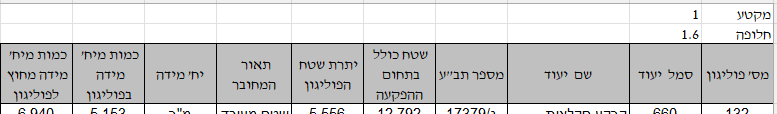 מקטע 1
חלופה 1.6
מס' פוליגון סמל יעוד שם יעוד מספר תב"ע שטח כולל בתחום ההפקעה יתרת שטח הפוליגון תאור המחובר יח' מידה כמות מיח' מידה בפוליגון כמות מיח' מידה מחוץ לפוליגון
132 660 קרקע חקלאית ג/17379 12,792 5,556 מ"ר 5,153 6,940